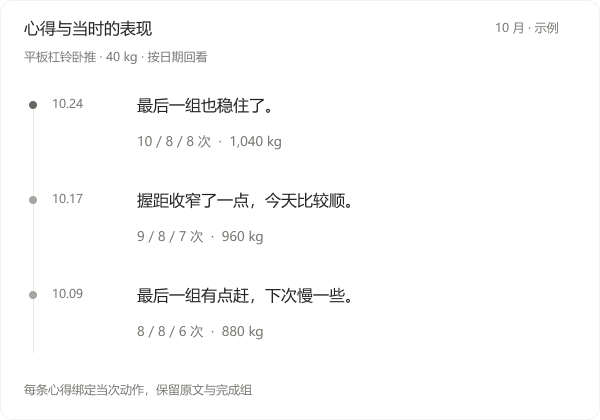 心得与当时的表现
10 月 · 示例
平板杠铃卧推 · 40 kg · 按日期回看
10.24
最后一组也稳住了。
10 / 8 / 8 次 · 1,040 kg
10.17
握距收窄了一点，今天比较顺。
9 / 8 / 7 次 · 960 kg
10.09
最后一组有点赶，下次慢一些。
8 / 8 / 6 次 · 880 kg
每条心得绑定当次动作，保留原文与完成组